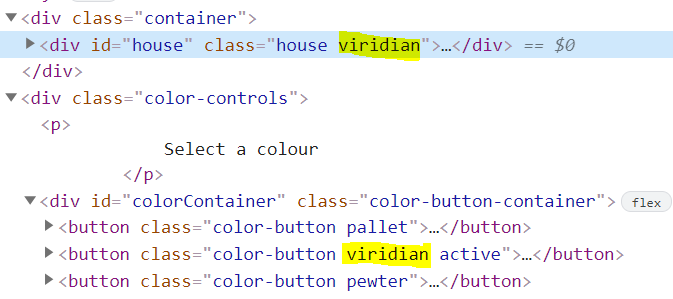 <div class="container">
<div id="house" class="house viridian">…</div> == $0
</div>
<div class="color-controls">
<p>
Select a colour
</p>
<div id="colorContainer" class="color-button-container"> flex
<button class="color-button pallet">…</button>
<button class="color-button viridian active">…</button>
<button class="color-button pewter">…</button>